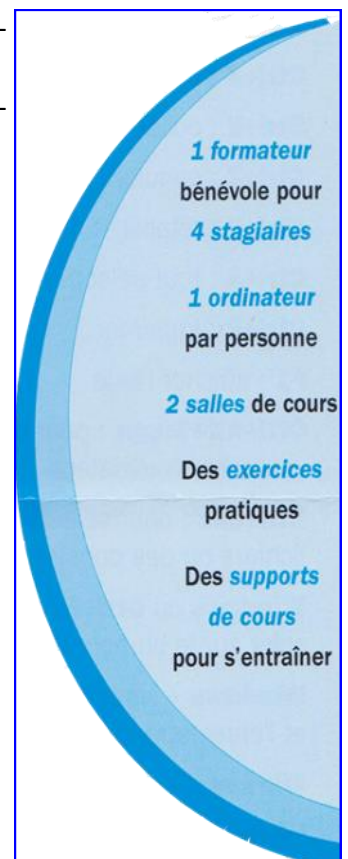 1 formateur
bénévole pour
4 stagiaires
1 ordinateur
par personne
2 salles de cours
Des exercices
pratiques
Des supports
de cours
pour s'entraîner